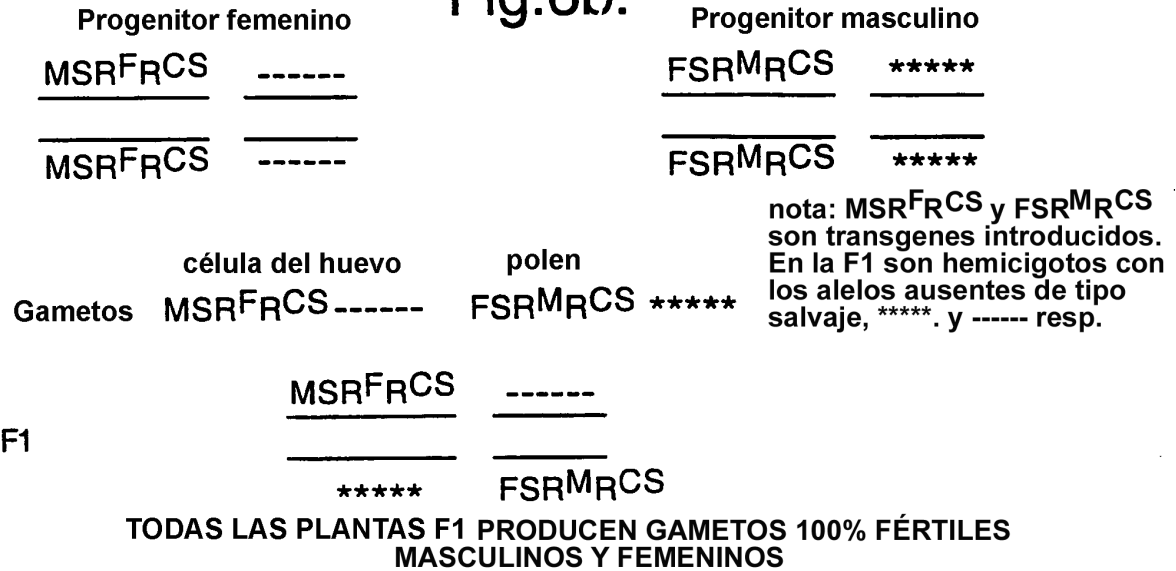 Fig.8b.
Progenitor femenino Progenitor masculino
MSRFRCS ------ FSRMRCS *****
MSRFRCS ------ FSRMRCS *****
nota: MSRFRCS y FSRMRCS
son transgenes introducidos.
En la F1 son hemicigotos con
los alelos ausentes de tipo
salvaje, *****. y ------ resp.
célula del huevo polen
Gametos MSRFRCS ------ FSRMRCS *****
MSRFRCS ------
F1
***** FSRMRCS
TODAS LAS PLANTAS F1 PRODUCEN GAMETOS 100% FÉRTILES
MASCULINOS Y FEMENINOS